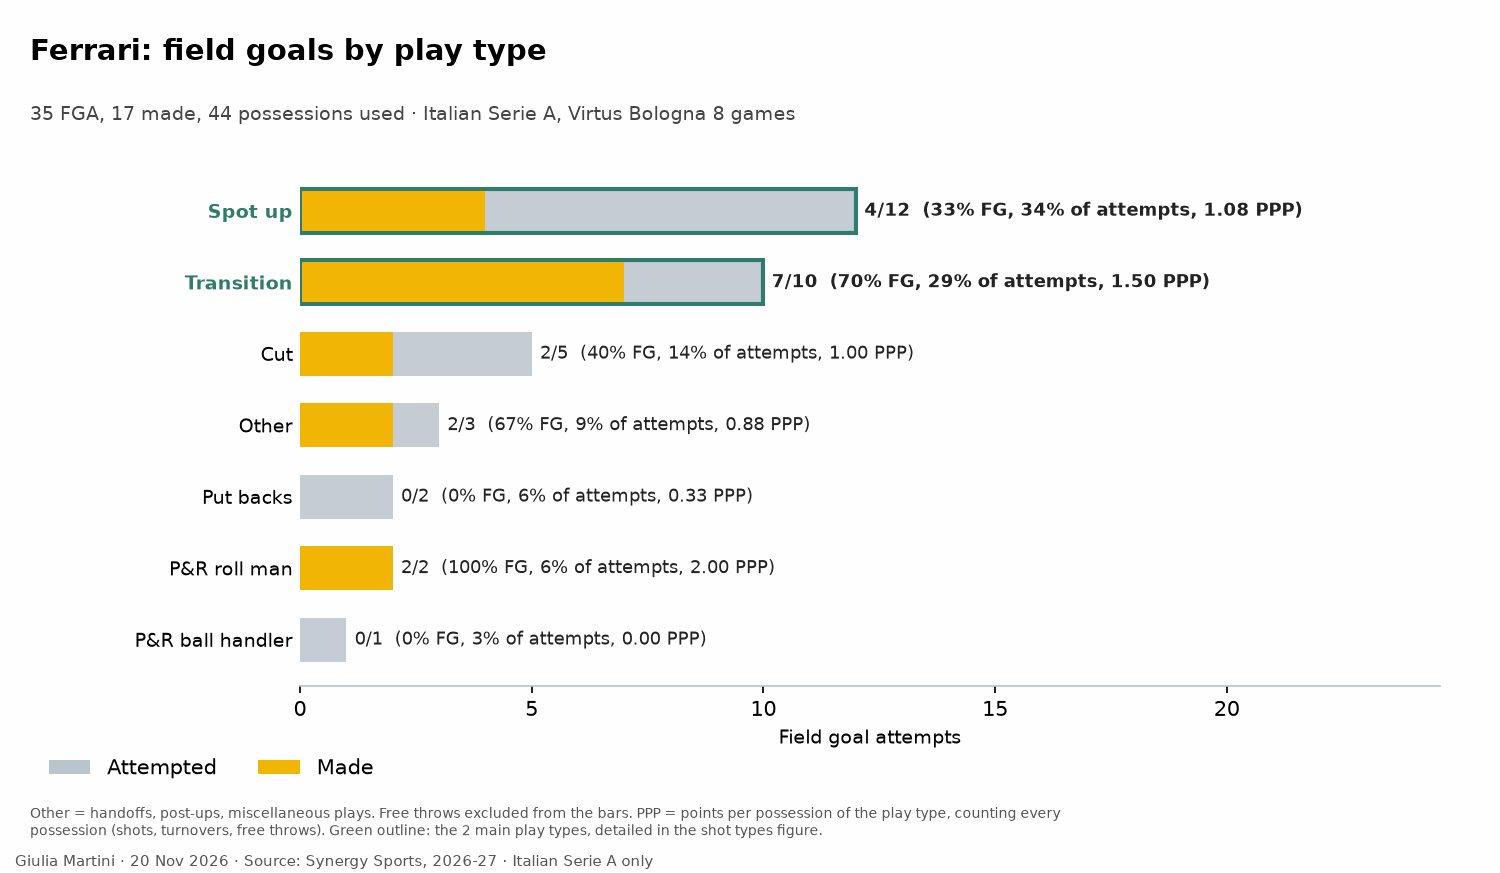 Ferrari: field goals by play type
35 FGA, 17 made, 44 possessions used · Italian Serie A, Virtus Bologna 8 games
Spot up 4/12 (33% FG, 34% of attempts, 1.08 PPP)
Transition 7/10 (70% FG, 29% of attempts, 1.50 PPP)
Cut 2/5 (40% FG, 14% of attempts, 1.00 PPP)
Other 2/3 (67% FG, 9% of attempts, 0.88 PPP)
Put backs 0/2 (0% FG, 6% of attempts, 0.33 PPP)
P&R roll man 2/2 (100% FG, 6% of attempts, 2.00 PPP)
P&R ball handler 0/1 (0% FG, 3% of attempts, 0.00 PPP)
0 5 10 15 20
Field goal attempts
Attempted Made
Other = handoffs, post-ups, miscellaneous plays. Free throws excluded from the bars. PPP = points per possession of the play type, counting every
possession (shots, turnovers, free throws). Green outline: the 2 main play types, detailed in the shot types figure.
Giulia Martini · 20 Nov 2026 · Source: Synergy Sports, 2026-27 · Italian Serie A only